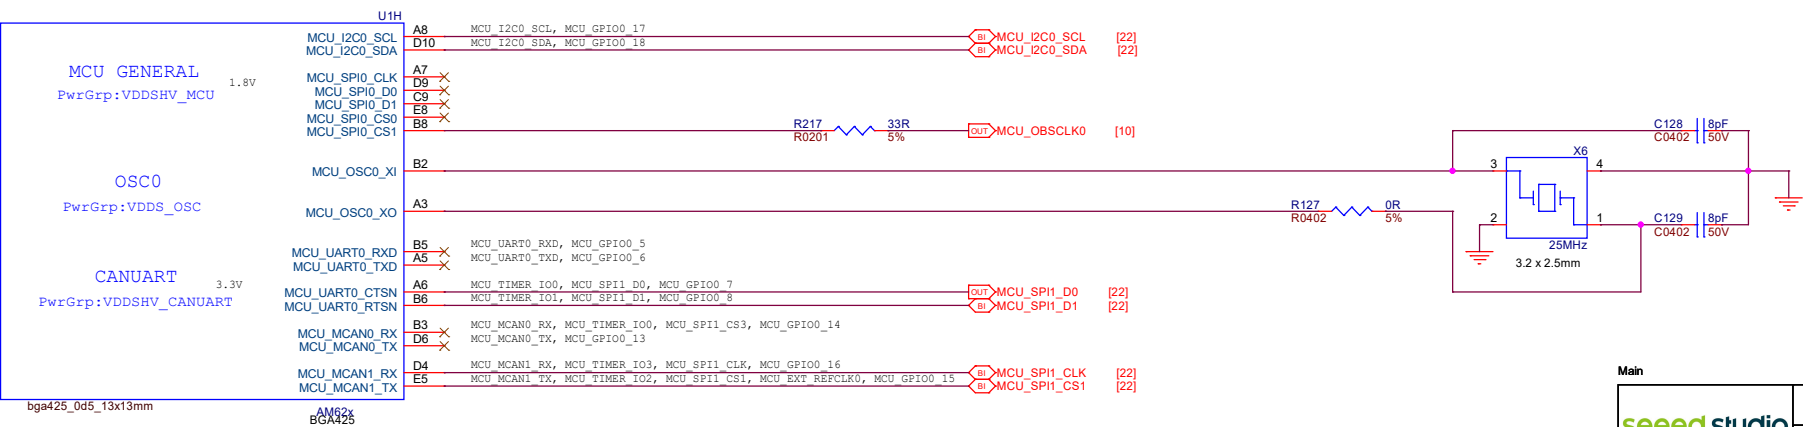 U1H
MCU GENERAL
1.8V
PwrGrp:VDDSHV_MCU
OSC0
PwrGrp:VDDS_OSC
CANUART
3.3V
PwrGrp:VDDSHV_CANUART
MCU_I2C0_SCL A8 MCU_I2C0_SCL, MCU_GPIO0_17 BI MCU_I2C0_SCL [22]
MCU_I2C0_SDA D10 MCU_I2C0_SDA, MCU_GPIO0_18 BI MCU_I2C0_SDA [22]
MCU_SPI0_CLK A7
MCU_SPI0_D0 D9
MCU_SPI0_D1 C9
MCU_SPI0_CS0 E8
MCU_SPI0_CS1 B8 R217 33R OUT MCU_OBSCLK0 [10]
R0201 5%
MCU_OSC0_XI B2
MCU_OSC0_XO A3 R127 0R
R0402 5%
C128 8pF
C0402 50V
X6
3 4
2 1
C129 8pF
C0402 50V
25MHz
3.2 x 2.5mm
MCU_UART0_RXD B5 MCU_UART0_RXD, MCU_GPIO0_5
MCU_UART0_TXD A5 MCU_UART0_TXD, MCU_GPIO0_6
MCU_UART0_CTSN A6 MCU_TIMER_IO0, MCU_SPI1_D0, MCU_GPIO0_7 OUT MCU_SPI1_D0 [22]
MCU_UART0_RTSN B6 MCU_TIMER_IO1, MCU_SPI1_D1, MCU_GPIO0_8 BI MCU_SPI1_D1 [22]
MCU_MCAN0_RX B3 MCU_MCAN0_RX, MCU_TIMER_IO0, MCU_SPI1_CS3, MCU_GPIO0_14
MCU_MCAN0_TX D6 MCU_MCAN0_TX, MCU_GPIO0_13
MCU_MCAN1_RX D4 MCU_MCAN1_RX, MCU_TIMER_IO3, MCU_SPI1_CLK, MCU_GPIO0_16 BI MCU_SPI1_CLK [22]
MCU_MCAN1_TX E5 MCU_MCAN1_TX, MCU_TIMER_IO2, MCU_SPI1_CS1, MCU_EXT_REFCLK0, MCU_GPIO0_15 BI MCU_SPI1_CS1 [22]
bga425_0d5_13x13mm
AM62x
BGA425
Main
seeed studio